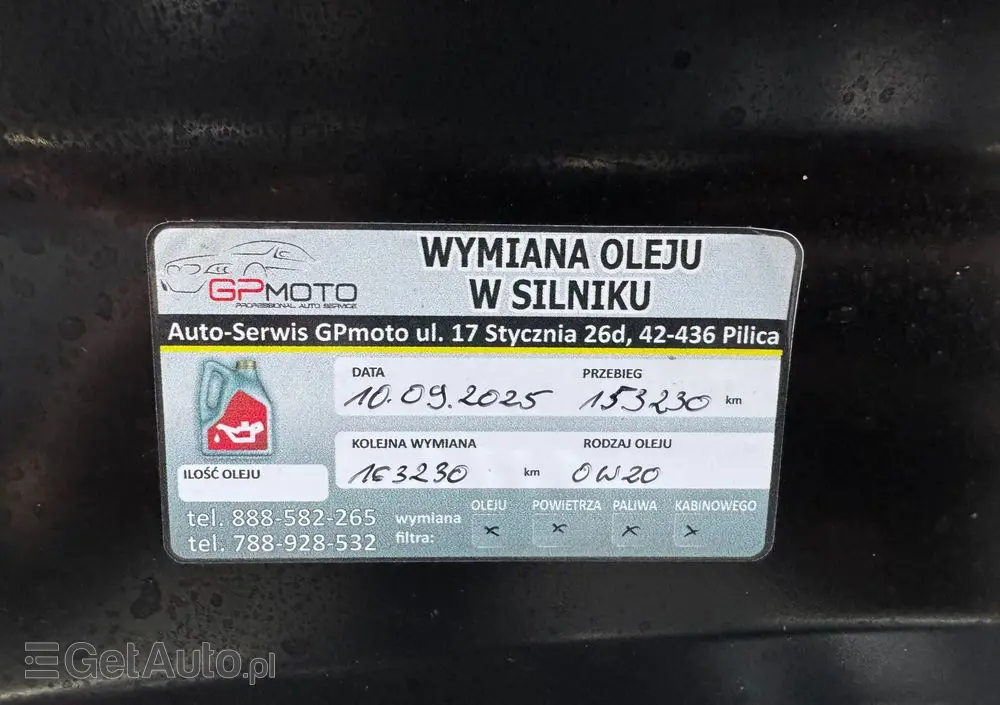 GPMOTO
PROFESSIONAL AUTO SERVICE
WYMIANA OLEJU
W SILNIKU
Auto-Serwis GPmoto ul. 17 Stycznia 26d, 42-436 Pilica
DATA PRZEBIEG
10.09.2025 153230 km
KOLEJNA WYMIANA RODZAJ OLEJU
163230 km 0W20
ILOŚĆ OLEJU
tel. 888-582-265
tel. 788-928-532
wymiana
filtra:
OLEJU POWIETRZA PALIWA KABINOWEGO
x x x x
GetAuto.pl